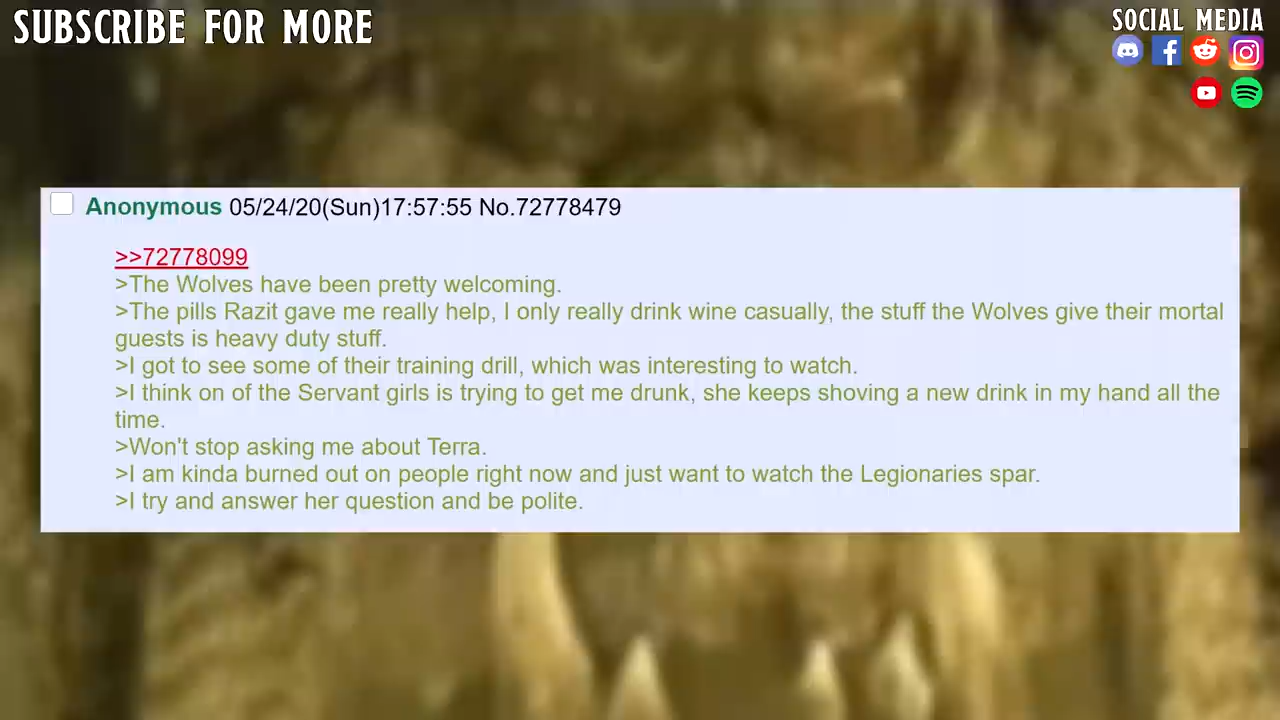 SUBSCRIBE FOR MORE
SOCIAL MEDIA
Anonymous 05/24/20(Sun)17:57:55 No.72778479
>>72778099
>The Wolves have been pretty welcoming.
>The pills Razit gave me really help, I only really drink wine casually, the stuff the Wolves give their mortal
guests is heavy duty stuff.
>I got to see some of their training drill, which was interesting to watch.
>I think on of the Servant girls is trying to get me drunk, she keeps shoving a new drink in my hand all the
time.
>Won't stop asking me about Terra.
>I am kinda burned out on people right now and just want to watch the Legionaries spar.
>I try and answer her question and be polite.